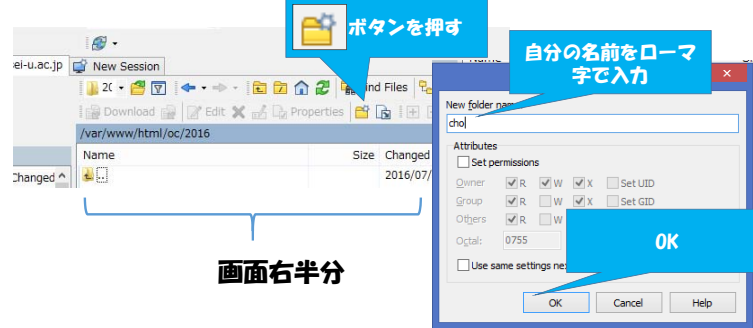 ボタンを押す
自分の名前をローマ
字で入力
ei-u.ac.jp
New Session
Find Files
Download
Edit
Properties
/var/www/html/oc/2016
Name
Size
Changed
Changed
..
2016/07/
画面右半分
New folder name
cho
Attributes
Set permissions
Owner R W X Set UID
Group R W X Set GID
Others R W
Octal: 0755
Use same settings ne
OK
OK
Cancel
Help